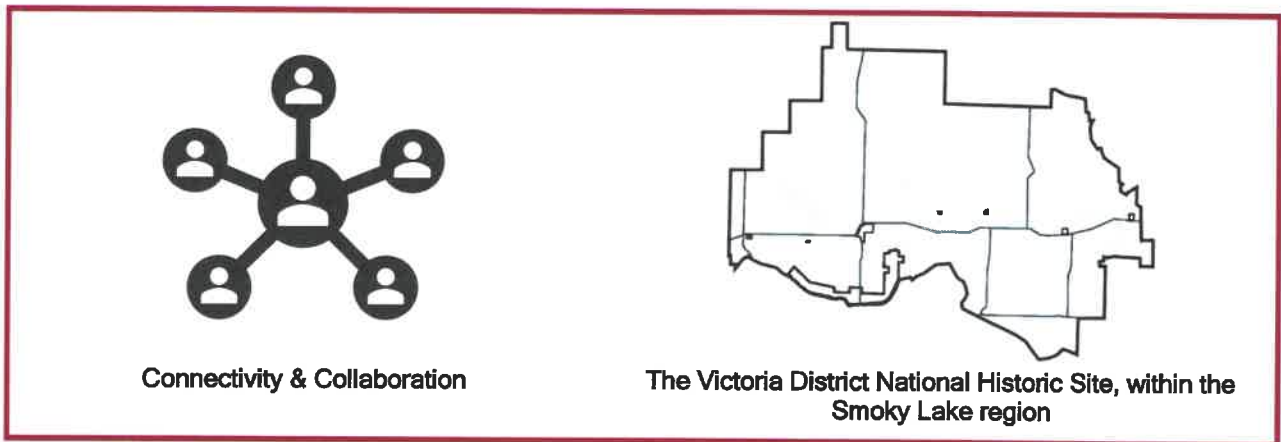 Connectivity & Collaboration
The Victoria District National Historic Site, within the
Smoky Lake region